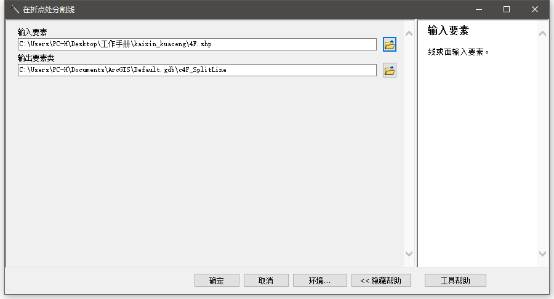 在折点处分割线
输入要素
C:\Users\PC-M\Desktop\工作手册\kaixin_kuaceng\4F.shp
输出要素类
C:\Users\PC-M\Documents\ArcGIS\Default.gdb\c4F_SplitLine
输入要素
线或面输入要素。
确定
取消
环境...
<< 隐藏帮助
工具帮助